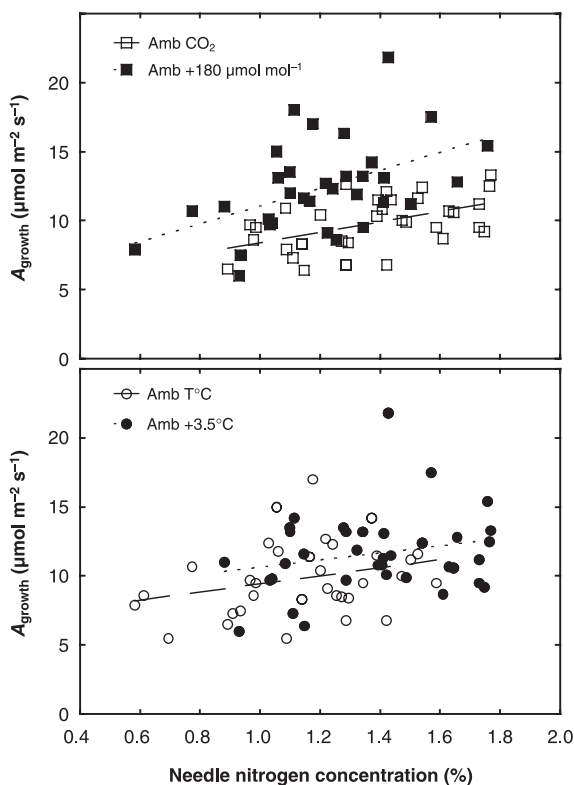 20
15
10
5
0
A_growth (μmol m⁻² s⁻¹)
Amb CO₂
Amb +180 μmol mol⁻¹
20
15
10
5
0
A_growth (μmol m⁻² s⁻¹)
Amb T°C
Amb +3.5°C
0.4 0.6 0.8 1.0 1.2 1.4 1.6 1.8 2.0
Needle nitrogen concentration (%)